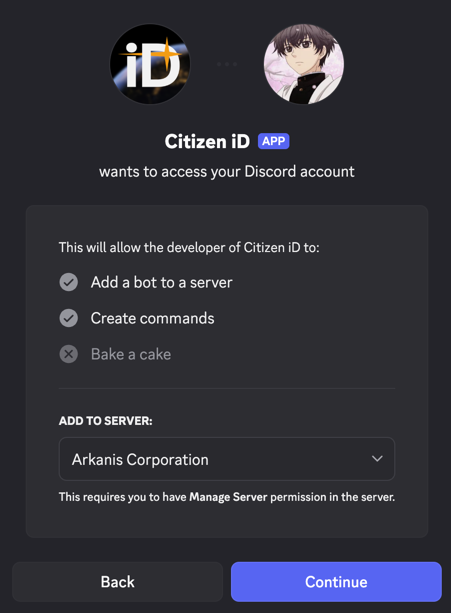 iD
Citizen iD APP
wants to access your Discord account
This will allow the developer of Citizen iD to:
Add a bot to a server
Create commands
Bake a cake
ADD TO SERVER:
Arkanis Corporation
This requires you to have Manage Server permission in the server.
Back
Continue